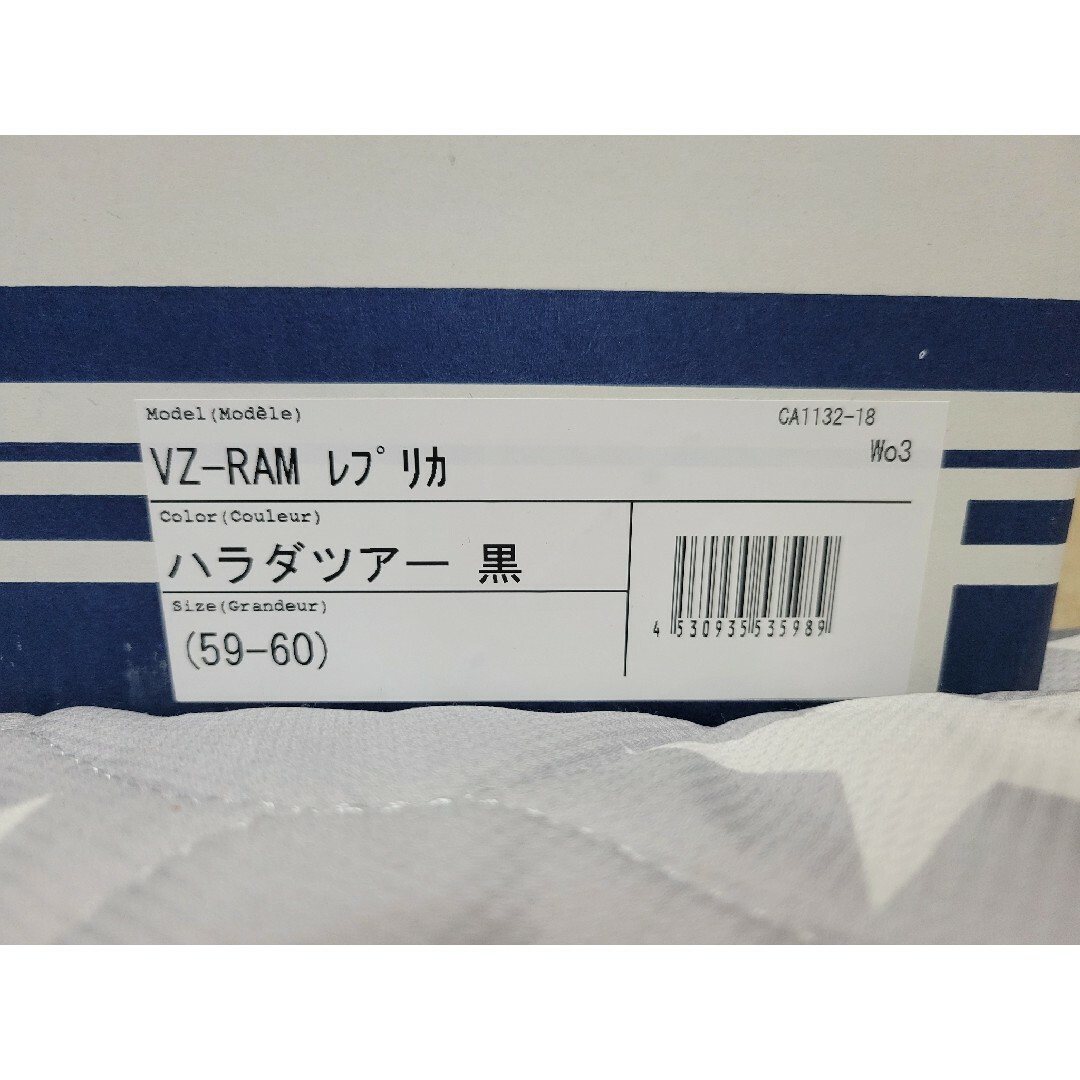 Model(Modèle)
CA1132-18
VZ-RAM ﾚﾌﾟﾘｶ
Wo3
Color(Couleur)
ハラダツアー 黒
Size(Grandeur)
(59-60)
4 530935 535989